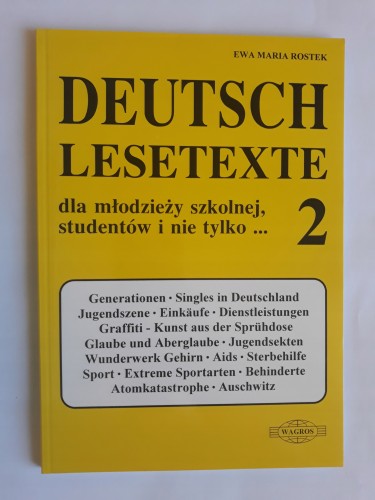 EWA MARIA ROSTEK
DEUTSCH
LESETEXTE
dla młodzieży szkolnej,
studentów i nie tylko ... 2
Generationen · Singles in Deutschland
Jugendszene · Einkäufe · Dienstleistungen
Graffiti - Kunst aus der Sprühdose
Glaube und Aberglaube · Jugendsekten
Wunderwerk Gehirn · Aids · Sterbehilfe
Sport · Extreme Sportarten · Behinderte
Atomkatastrophe · Auschwitz
WAGROS